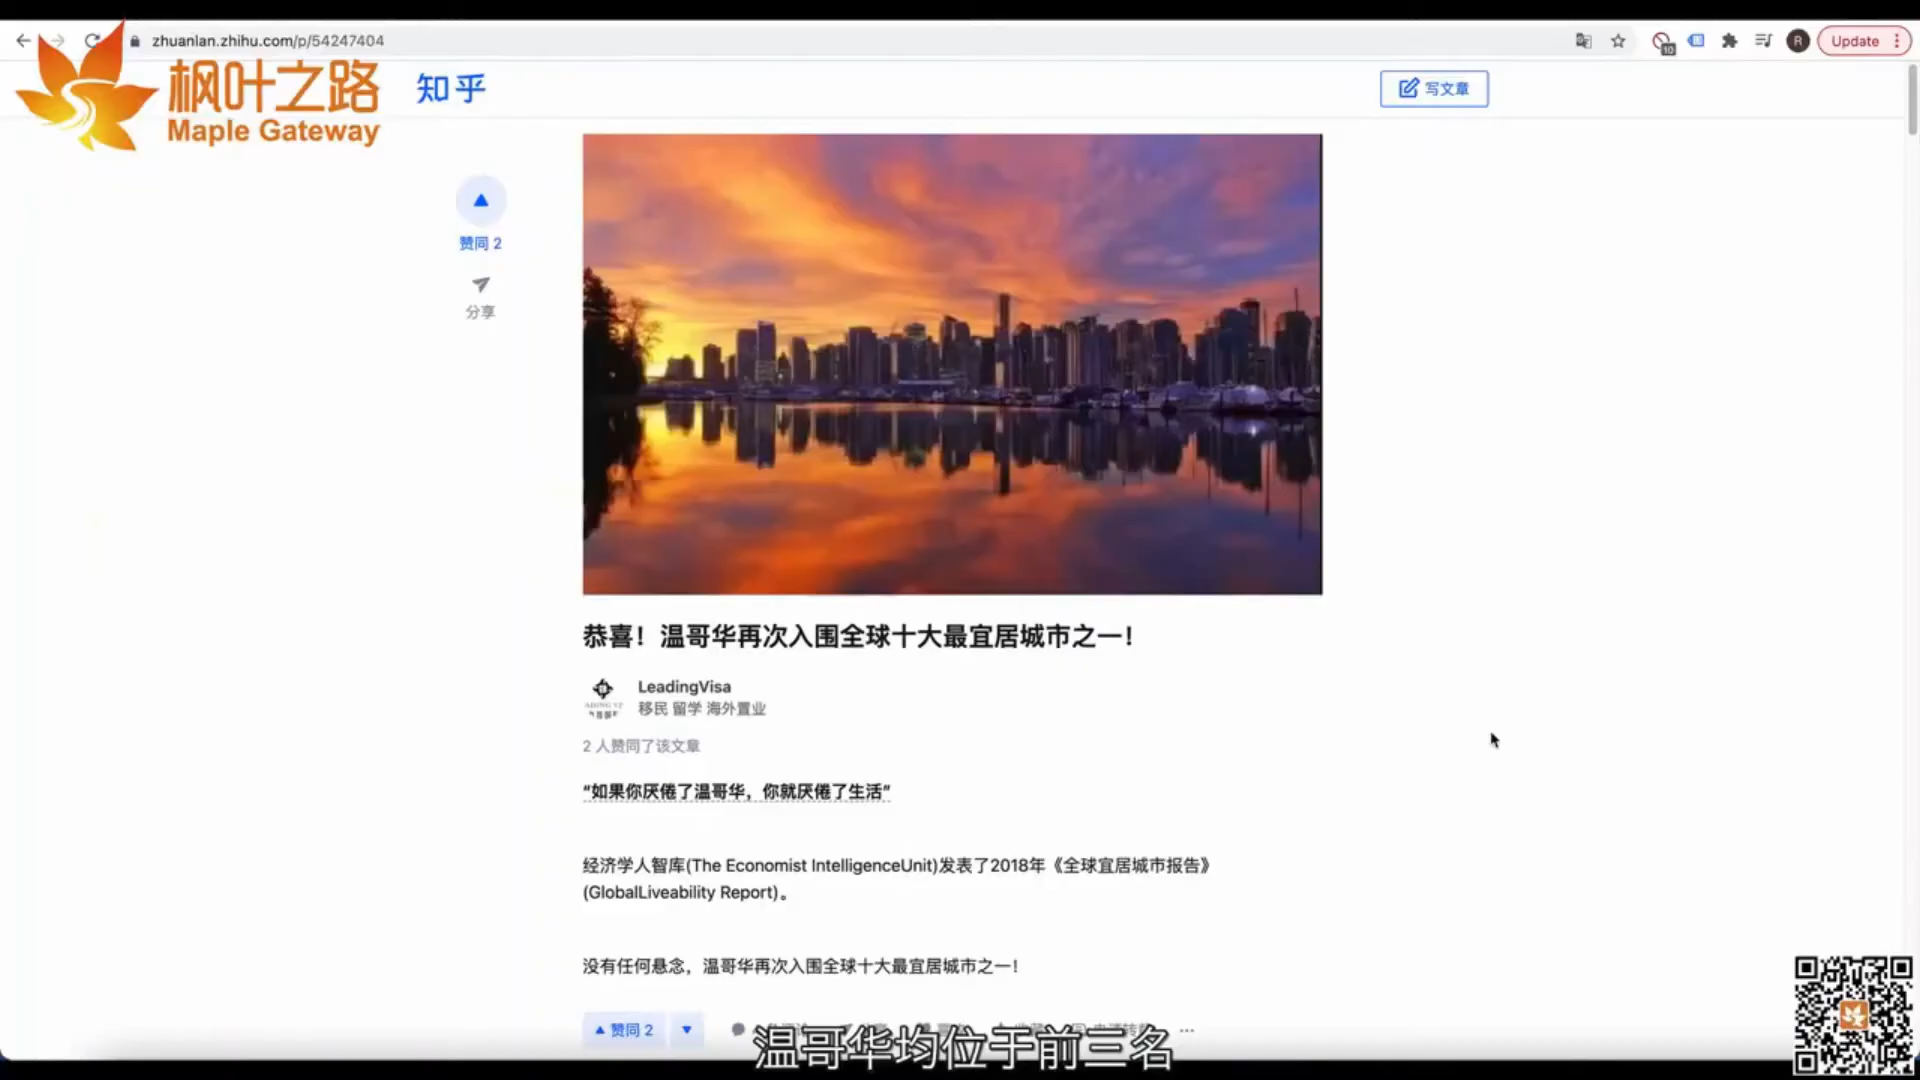 zhuanlan.zhihu.com/p/54247404
10
R
Update
枫叶之路
Maple Gateway
知乎
写文章
赞同 2
分享
恭喜！温哥华再次入围全球十大最宜居城市之一！
LeadingVisa
移民 留学 海外置业
2 人赞同了该文章
“如果你厌倦了温哥华，你就厌倦了生活”
经济学人智库(The Economist IntelligenceUnit)发表了2018年《全球宜居城市报告》
(GlobalLiveability Report)。
没有任何悬念，温哥华再次入围全球十大最宜居城市之一！
赞同 2
温哥华均位于前三名